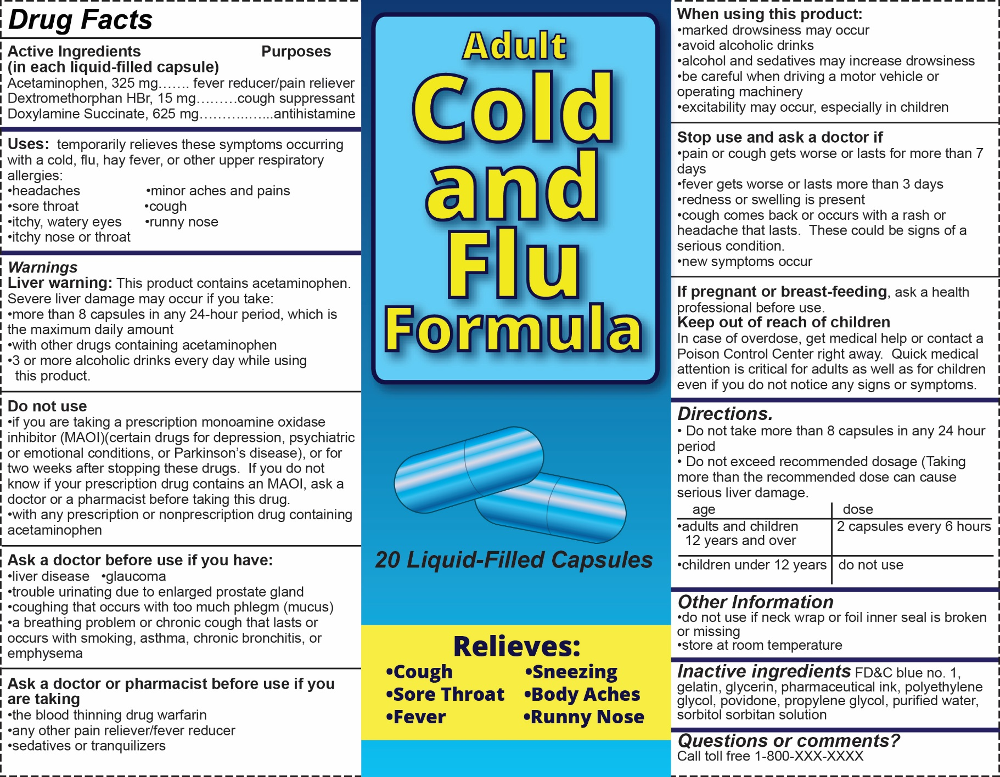 Drug Facts
Active Ingredients Purposes
(in each liquid-filled capsule)
Acetaminophen, 325 mg....... fever reducer/pain reliever
Dextromethorphan HBr, 15 mg.........cough suppressant
Doxylamine Succinate, 625 mg..................antihistamine
Uses: temporarily relieves these symptoms occurring
with a cold, flu, hay fever, or other upper respiratory
allergies:
•headaches •minor aches and pains
•sore throat •cough
•itchy, watery eyes •runny nose
•itchy nose or throat
Warnings
Liver warning: This product contains acetaminophen.
Severe liver damage may occur if you take:
•more than 8 capsules in any 24-hour period, which is
the maximum daily amount
•with other drugs containing acetaminophen
•3 or more alcoholic drinks every day while using
this product.
Do not use
•if you are taking a prescription monoamine oxidase
inhibitor (MAOI)(certain drugs for depression, psychiatric
or emotional conditions, or Parkinson's disease), or for
two weeks after stopping these drugs. If you do not
know if your prescription drug contains an MAOI, ask a
doctor or a pharmacist before taking this drug.
•with any prescription or nonprescription drug containing
acetaminophen
Ask a doctor before use if you have:
•liver disease •glaucoma
•trouble urinating due to enlarged prostate gland
•coughing that occurs with too much phlegm (mucus)
•a breathing problem or chronic cough that lasts or
occurs with smoking, asthma, chronic bronchitis, or
emphysema
Ask a doctor or pharmacist before use if you
are taking
•the blood thinning drug warfarin
•any other pain reliever/fever reducer
•sedatives or tranquilizers
Adult
Cold
and
Flu
Formula
20 Liquid-Filled Capsules
Relieves:
•Cough •Sneezing
•Sore Throat •Body Aches
•Fever •Runny Nose
When using this product:
•marked drowsiness may occur
•avoid alcoholic drinks
•alcohol and sedatives may increase drowsiness
•be careful when driving a motor vehicle or
operating machinery
•excitability may occur, especially in children
Stop use and ask a doctor if
•pain or cough gets worse or lasts for more than 7
days
•fever gets worse or lasts more than 3 days
•redness or swelling is present
•cough comes back or occurs with a rash or
headache that lasts. These could be signs of a
serious condition.
•new symptoms occur
If pregnant or breast-feeding, ask a health
professional before use.
Keep out of reach of children
In case of overdose, get medical help or contact a
Poison Control Center right away. Quick medical
attention is critical for adults as well as for children
even if you do not notice any signs or symptoms.
Directions.
• Do not take more than 8 capsules in any 24 hour
period
• Do not exceed recommended dosage (Taking
more than the recommended dose can cause
serious liver damage.
age dose
•adults and children 2 capsules every 6 hours
12 years and over
•children under 12 years do not use
Other Information
•do not use if neck wrap or foil inner seal is broken
or missing
•store at room temperature
Inactive ingredients FD&C blue no. 1,
gelatin, glycerin, pharmaceutical ink, polyethylene
glycol, povidone, propylene glycol, purified water,
sorbitol sorbitan solution
Questions or comments?
Call toll free 1-800-XXX-XXXX